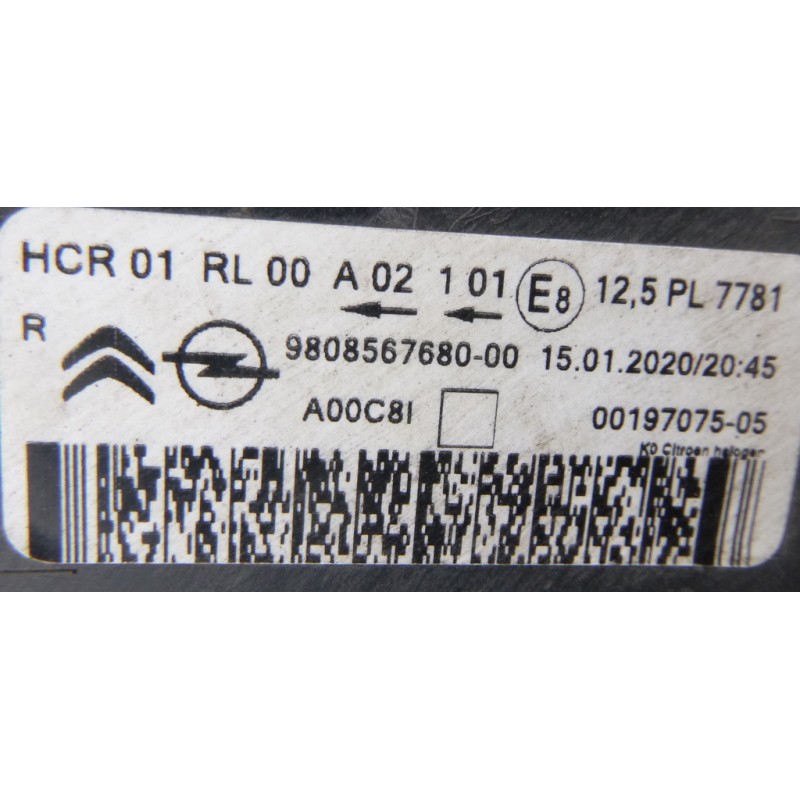 HCR 01 RL 00 A 02 1 01 E8 12,5 PL 7781
R 9808567680-00 15.01.2020/20:45
A00C8I 00197075-05
K0 Citroen halogen